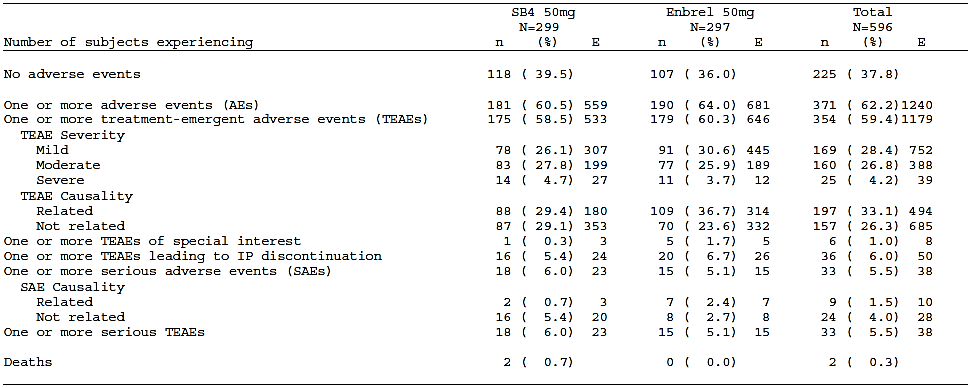 SB4 50mg Enbrel 50mg Total
N=299 N=297 N=596
Number of subjects experiencing n (%) E n (%) E n (%) E
No adverse events 118 ( 39.5) 107 ( 36.0) 225 ( 37.8)
One or more adverse events (AEs) 181 ( 60.5) 559 190 ( 64.0) 681 371 ( 62.2)1240
One or more treatment-emergent adverse events (TEAEs) 175 ( 58.5) 533 179 ( 60.3) 646 354 ( 59.4)1179
TEAE Severity
Mild 78 ( 26.1) 307 91 ( 30.6) 445 169 ( 28.4) 752
Moderate 83 ( 27.8) 199 77 ( 25.9) 189 160 ( 26.8) 388
Severe 14 ( 4.7) 27 11 ( 3.7) 12 25 ( 4.2) 39
TEAE Causality
Related 88 ( 29.4) 180 109 ( 36.7) 314 197 ( 33.1) 494
Not related 87 ( 29.1) 353 70 ( 23.6) 332 157 ( 26.3) 685
One or more TEAEs of special interest 1 ( 0.3) 3 5 ( 1.7) 5 6 ( 1.0) 8
One or more TEAEs leading to IP discontinuation 16 ( 5.4) 24 20 ( 6.7) 26 36 ( 6.0) 50
One or more serious adverse events (SAEs) 18 ( 6.0) 23 15 ( 5.1) 15 33 ( 5.5) 38
SAE Causality
Related 2 ( 0.7) 3 7 ( 2.4) 7 9 ( 1.5) 10
Not related 16 ( 5.4) 20 8 ( 2.7) 8 24 ( 4.0) 28
One or more serious TEAEs 18 ( 6.0) 23 15 ( 5.1) 15 33 ( 5.5) 38
Deaths 2 ( 0.7) 0 ( 0.0) 2 ( 0.3)